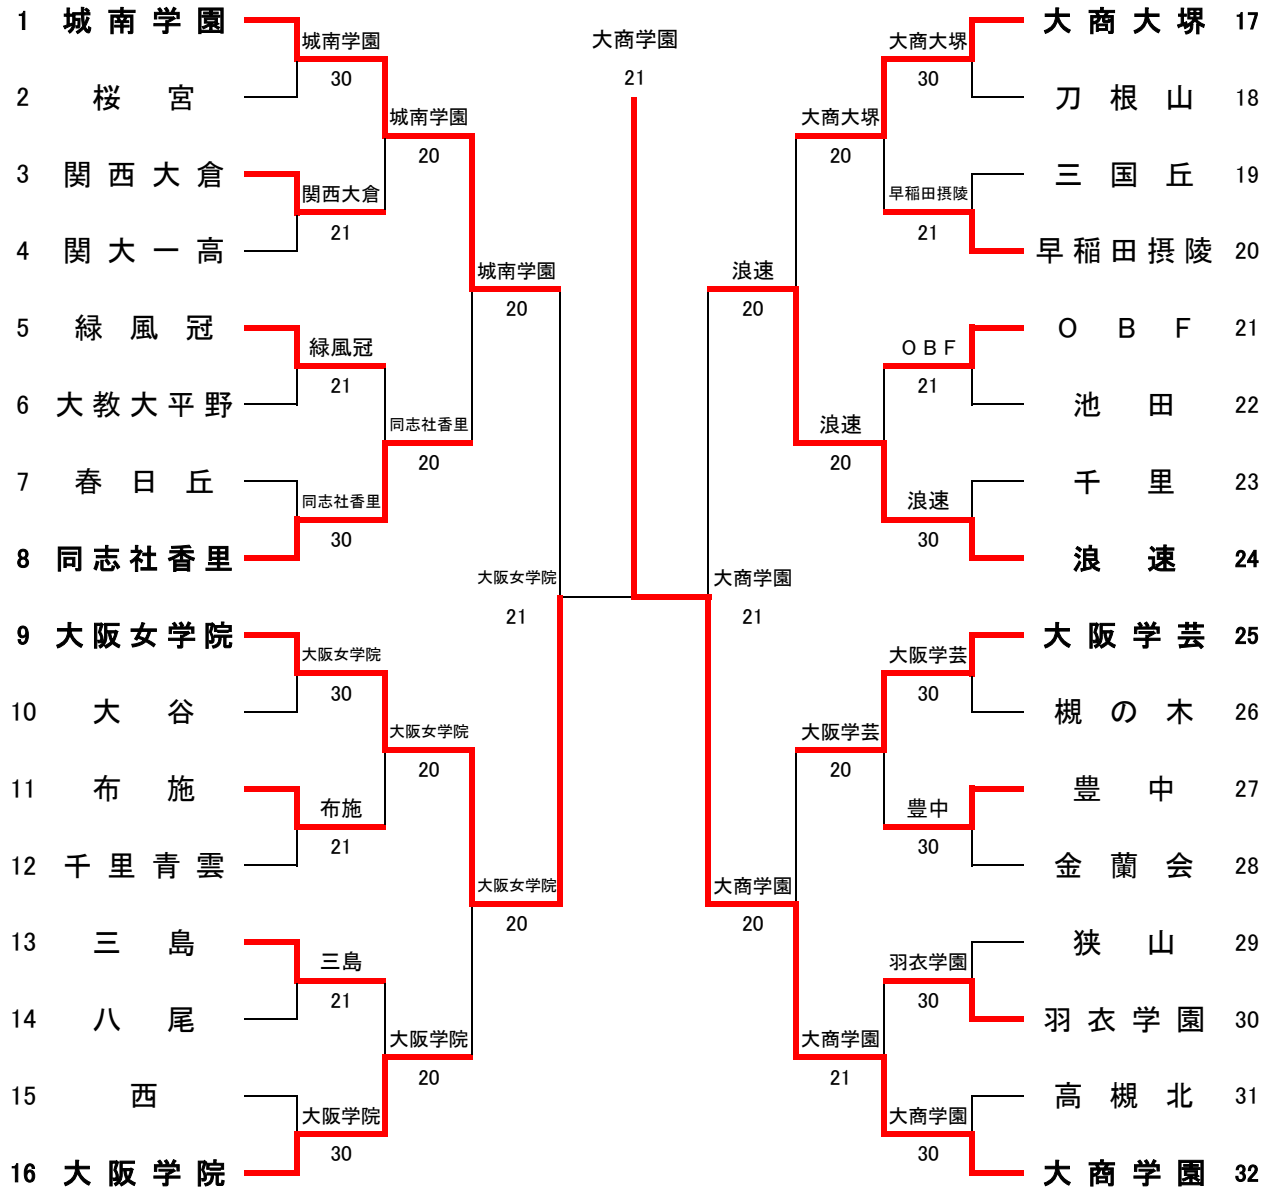 1 城南学園
2 桜宮
3 関西大倉
4 関大一高
5 緑風冠
6 大教大平野
7 春日丘
8 同志社香里
9 大阪女学院
10 大谷
11 布施
12 千里青雲
13 三島
14 八尾
15 西
16 大阪学院
城南学園
30
関西大倉
21
緑風冠
21
同志社香里
30
大阪女学院
30
布施
21
三島
21
大阪学院
30
城南学園
20
同志社香里
20
大阪女学院
20
大阪学院
20
城南学園
20
大阪女学院
20
大阪女学院
21
大商学園
21
大商学園
21
浪速
20
大商学園
20
大商大堺
20
浪速
20
大阪学芸
20
大商学園
21
大商大堺
30
早稲田摂陵
21
OBF
21
浪速
30
大阪学芸
30
豊中
30
羽衣学園
30
大商学園
30
大商大堺 17
刀根山 18
三国丘 19
早稲田摂陵 20
OBF 21
池田 22
千里 23
浪速 24
大阪学芸 25
槻の木 26
豊中 27
金蘭会 28
狭山 29
羽衣学園 30
高槻北 31
大商学園 32